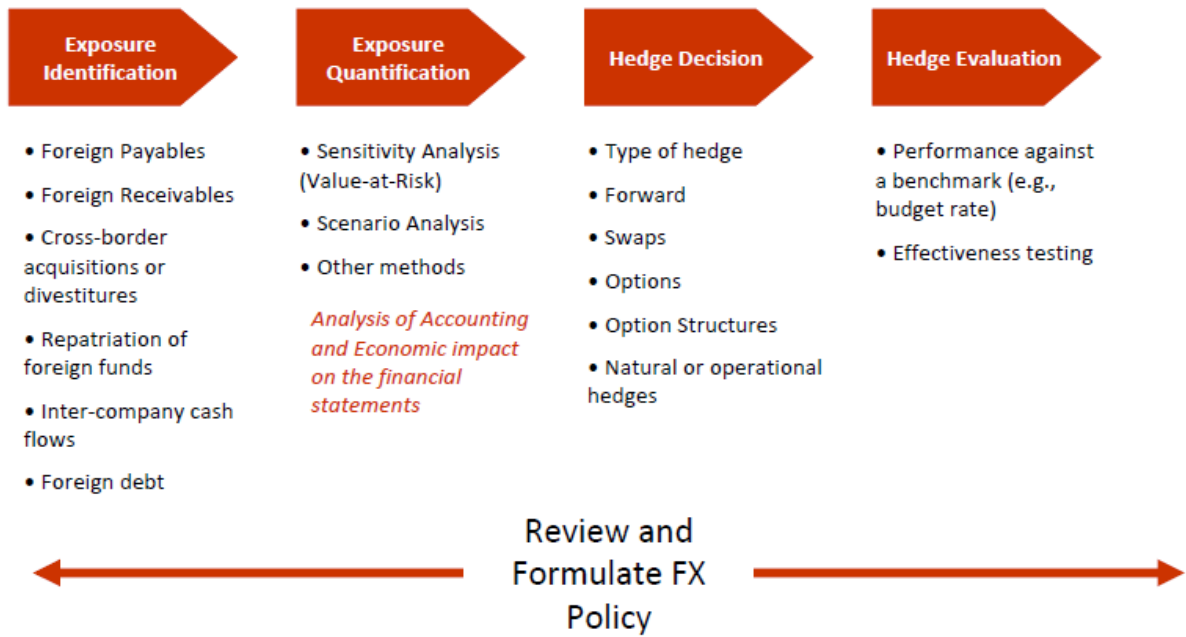 Exposure
Identification
• Foreign Payables
• Foreign Receivables
• Cross-border
acquisitions or
divestitures
• Repatriation of
foreign funds
• Inter-company cash
flows
• Foreign debt
Exposure
Quantification
• Sensitivity Analysis
(Value-at-Risk)
• Scenario Analysis
• Other methods
Analysis of Accounting
and Economic impact
on the financial
statements
Hedge Decision
• Type of hedge
• Forward
• Swaps
• Options
• Option Structures
• Natural or operational
hedges
Hedge Evaluation
• Performance against
a benchmark (e.g.,
budget rate)
• Effectiveness testing
Review and
Formulate FX
Policy